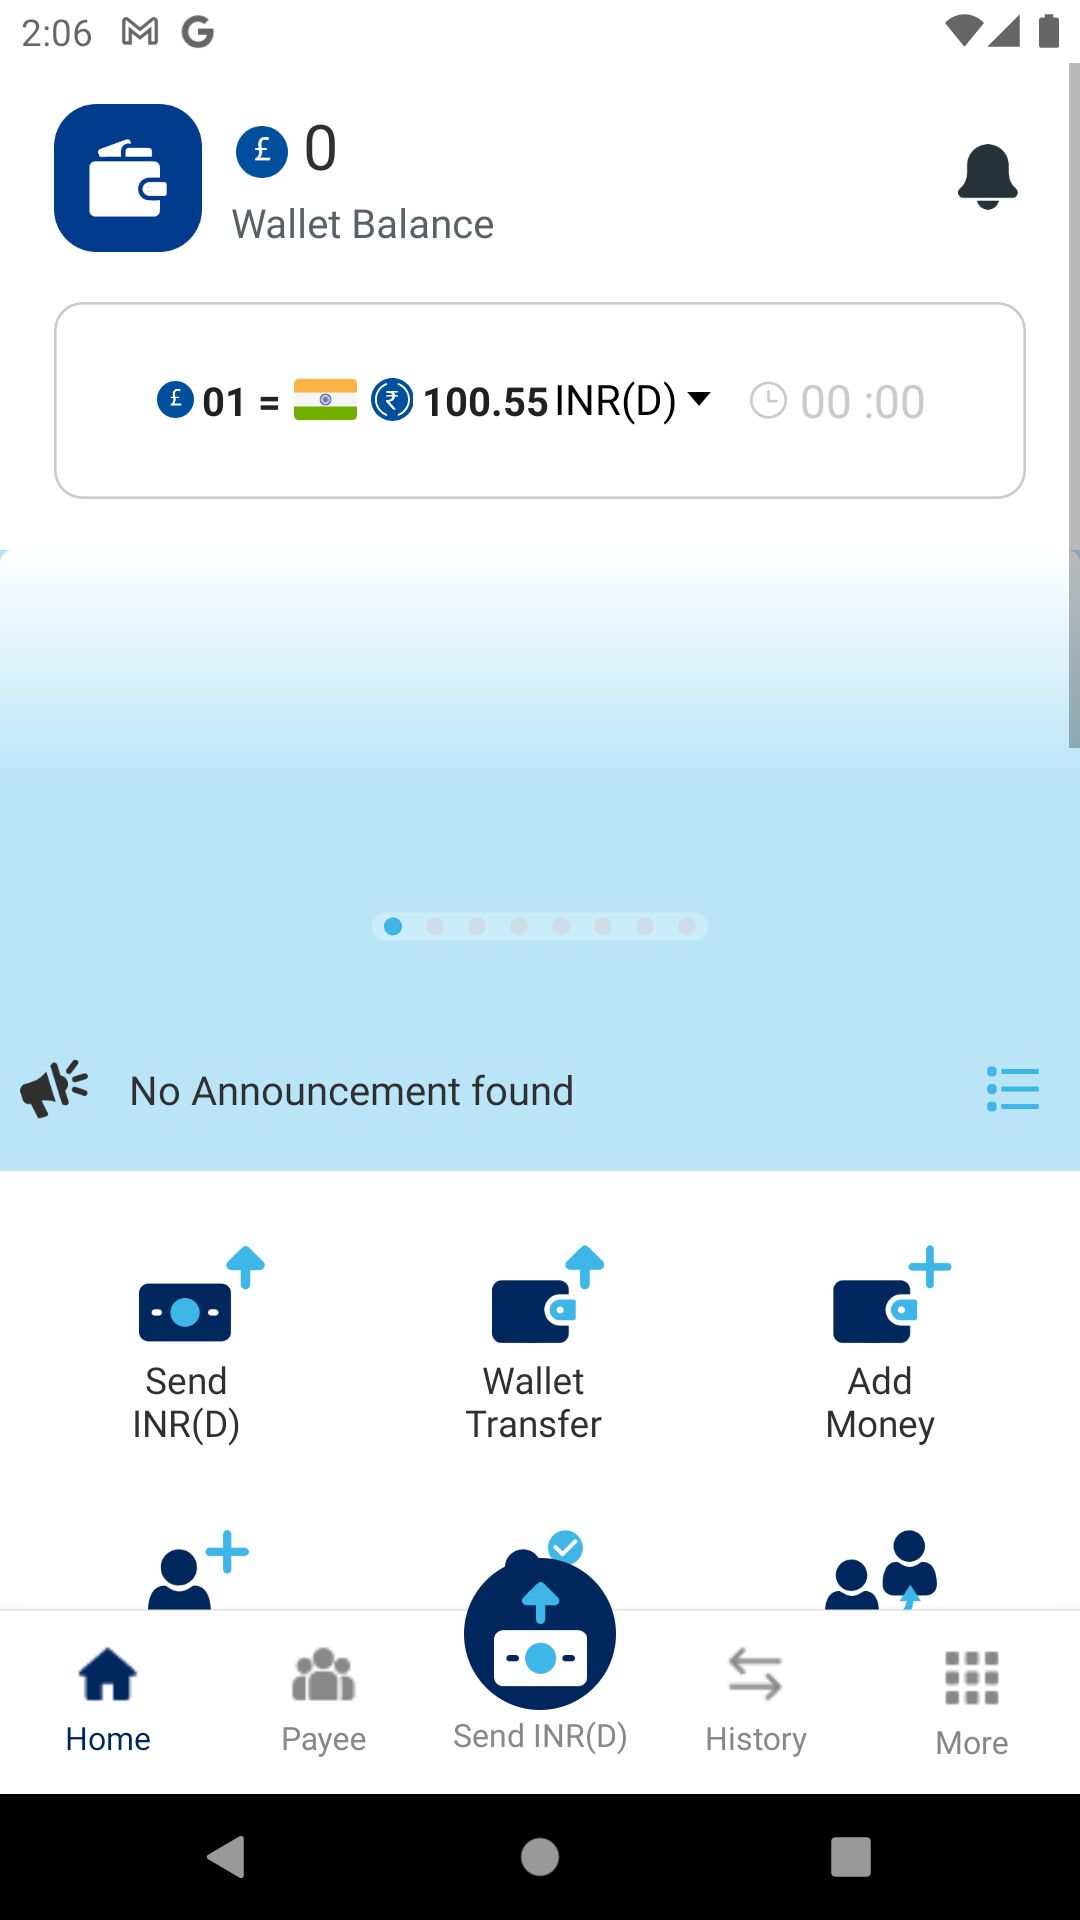 2:06
£ 0
Wallet Balance
£ 01 = ₹ 100.55 INR(D) 00 :00
No Announcement found
Send
INR(D)
Wallet
Transfer
Add
Money
Home
Payee
Send INR(D)
History
More